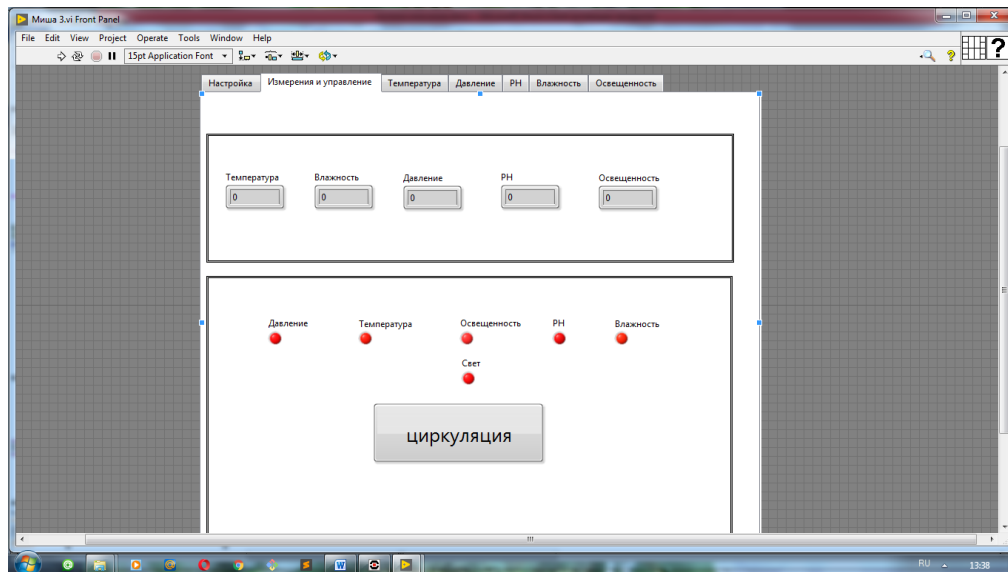 Миша 3.vi Front Panel
File Edit View Project Operate Tools Window Help
15pt Application Font
?
Настройка Измерения и управление Температура Давление PH Влажность Освещенность
Температура Влажность Давление PH Освещенность
0 0 0 0 0
Давление Температура Освещенность PH Влажность
Свет
циркуляция
RU 13:38